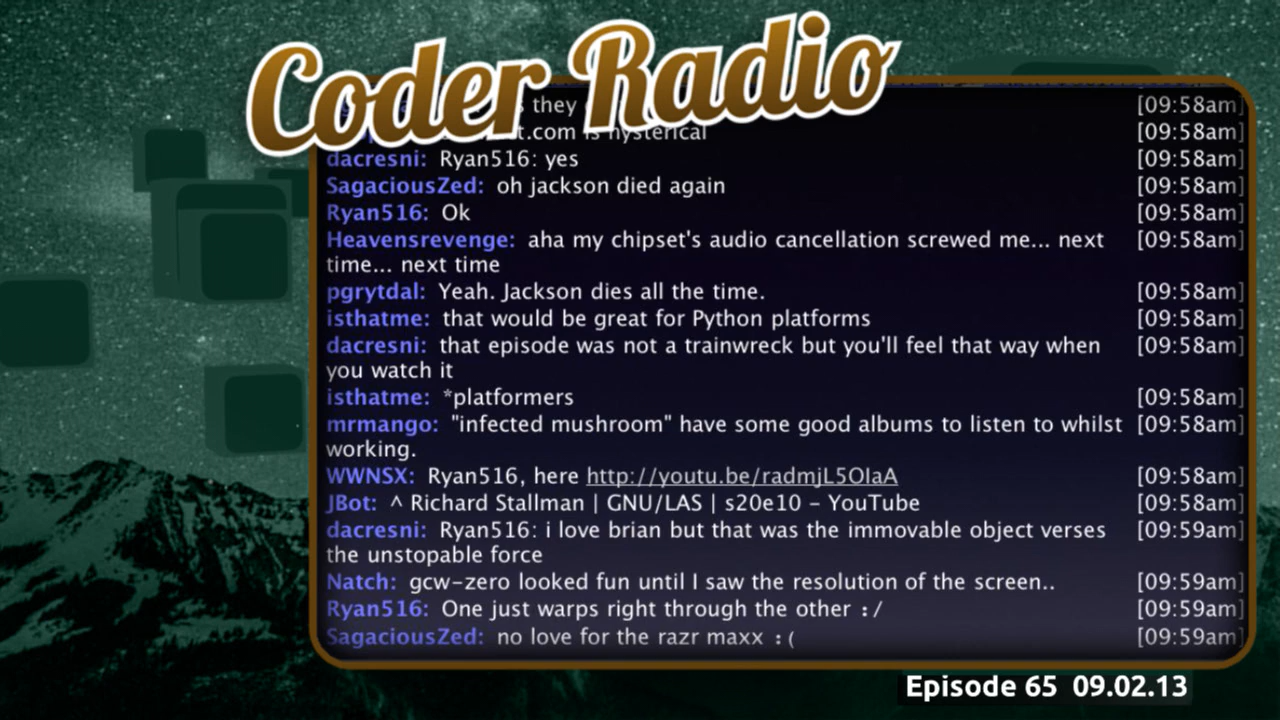 Coder Radio
they [09:58am]
t.com is hysterical [09:58am]
dacresni: Ryan516: yes [09:58am]
SagaciousZed: oh jackson died again [09:58am]
Ryan516: Ok [09:58am]
Heavensrevenge: aha my chipset's audio cancellation screwed me... next [09:58am]
time... next time
pgrytdal: Yeah. Jackson dies all the time. [09:58am]
isthatme: that would be great for Python platforms [09:58am]
dacresni: that episode was not a trainwreck but you'll feel that way when [09:58am]
you watch it
isthatme: *platformers [09:58am]
mrmango: "infected mushroom" have some good albums to listen to whilst [09:58am]
working.
WWNSX: Ryan516, here http://youtu.be/radmjL5OIaA [09:58am]
JBot: ^ Richard Stallman | GNU/LAS | s20e10 – YouTube [09:58am]
dacresni: Ryan516: i love brian but that was the immovable object verses [09:59am]
the unstopable force
Natch: gcw-zero looked fun until I saw the resolution of the screen.. [09:59am]
Ryan516: One just warps right through the other :/ [09:59am]
SagaciousZed: no love for the razr maxx :( [09:59am]
Episode 65 09.02.13